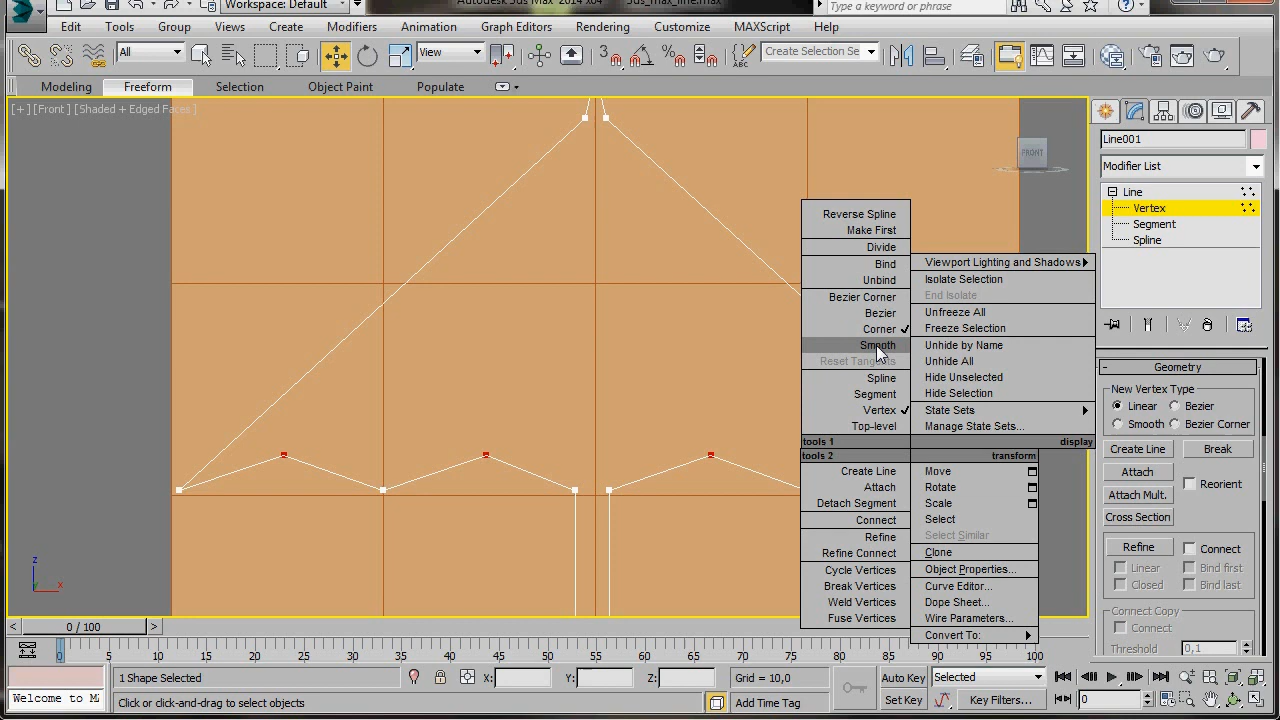 Workspace: Default
Autodesk 3ds Max 2014 x64 3ds_max_line.max
Type a keyword or phrase
Edit Tools Group Views Create Modifiers Animation Graph Editors Rendering Customize MAXScript Help
All View Create Selection Se
Modeling Freeform Selection Object Paint Populate
[+] [Front] [Shaded + Edged Faces]
FRONT
Line001
Modifier List
Line
Vertex
Segment
Spline
Reverse Spline
Make First
Divide
Bind
Unbind
Bezier Corner
Bezier
Corner
Smooth
Reset Tangents
Spline
Segment
Vertex
Top-level
tools 1
Viewport Lighting and Shadows
Isolate Selection
End Isolate
Unfreeze All
Freeze Selection
Unhide by Name
Unhide All
Hide Unselected
Hide Selection
State Sets
Manage State Sets...
display
tools 2
Create Line
Attach
Detach Segment
Connect
Refine
Refine Connect
Cycle Vertices
Break Vertices
Weld Vertices
Fuse Vertices
transform
Move
Rotate
Scale
Select
Select Similar
Clone
Object Properties...
Curve Editor...
Dope Sheet...
Wire Parameters...
Convert To:
- Geometry
New Vertex Type
Linear Bezier
Smooth Bezier Corner
Create Line Break
Attach Reorient
Attach Mult.
Cross Section
Refine Connect
Linear Bind first
Closed Bind last
Connect Copy
Connect
Threshold 0,1
z
x
< 0 / 100 >
0 5 10 15 20 25 30 35 40 45 50 55 60 65 70 75 80 85 90 95 100
1 Shape Selected X: Y: Z: Grid = 10,0 Auto Key Selected
Welcome to M
Click or click-and-drag to select objects Add Time Tag Set Key Key Filters... 0